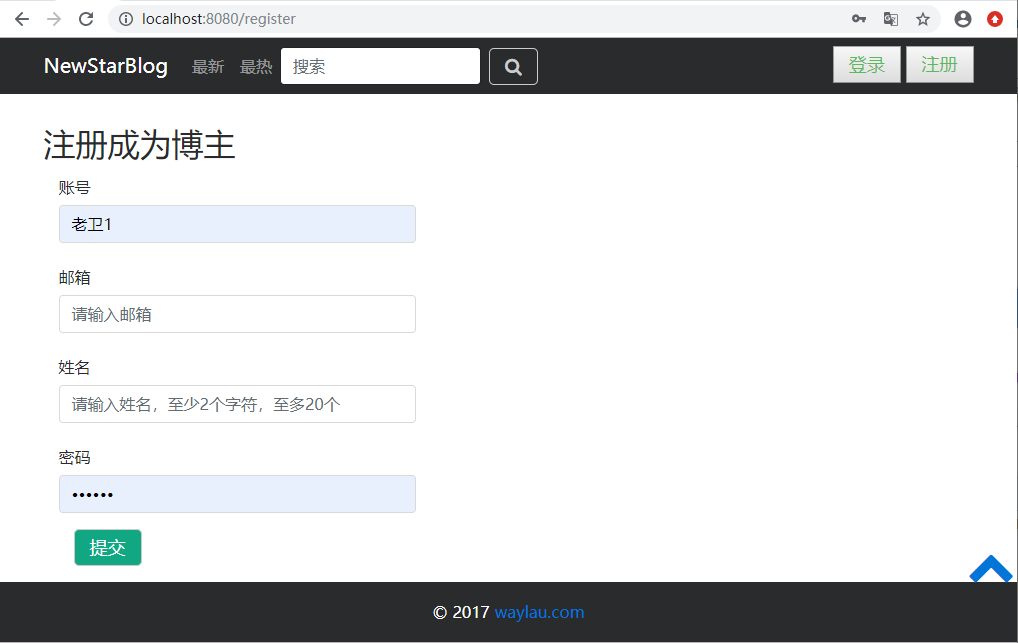 localhost:8080/register
NewStarBlog 最新 最热 搜索 登录 注册
注册成为博主
账号
老卫1
邮箱
请输入邮箱
姓名
请输入姓名，至少2个字符，至多20个
密码
••••••
提交
© 2017 waylau.com